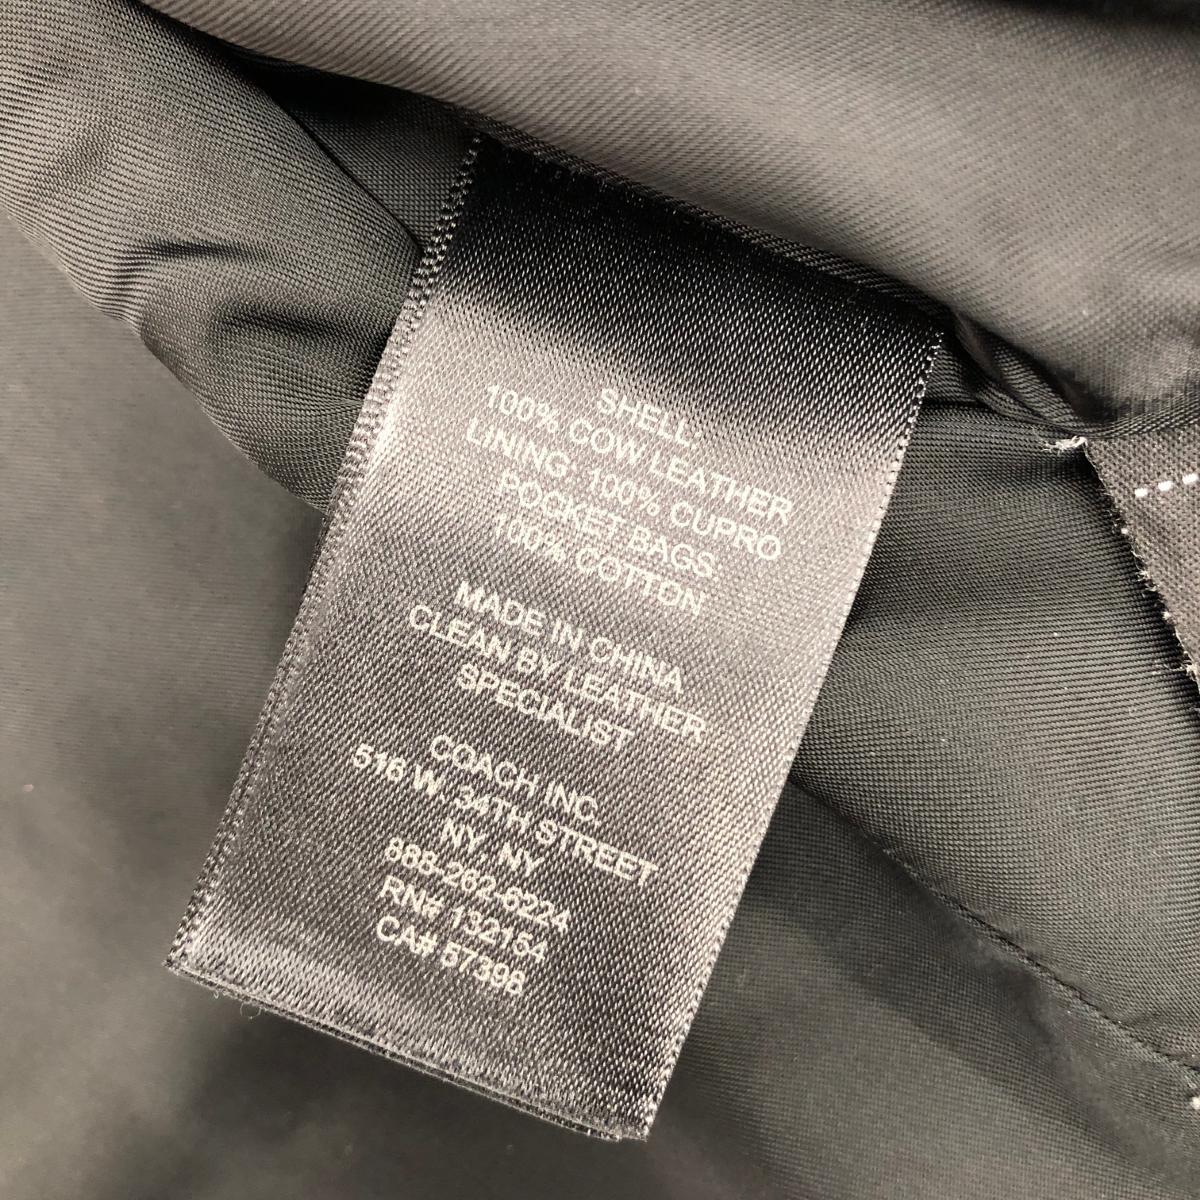 SHELL:
100% COW LEATHER
LINING: 100% CUPRO
POCKET BAGS:
100% COTTON
MADE IN CHINA
CLEAN BY LEATHER
SPECIALIST
COACH INC.
516 W. 34TH STREET
NY, NY
888-262-6224
RN# 132154
CA# 57398